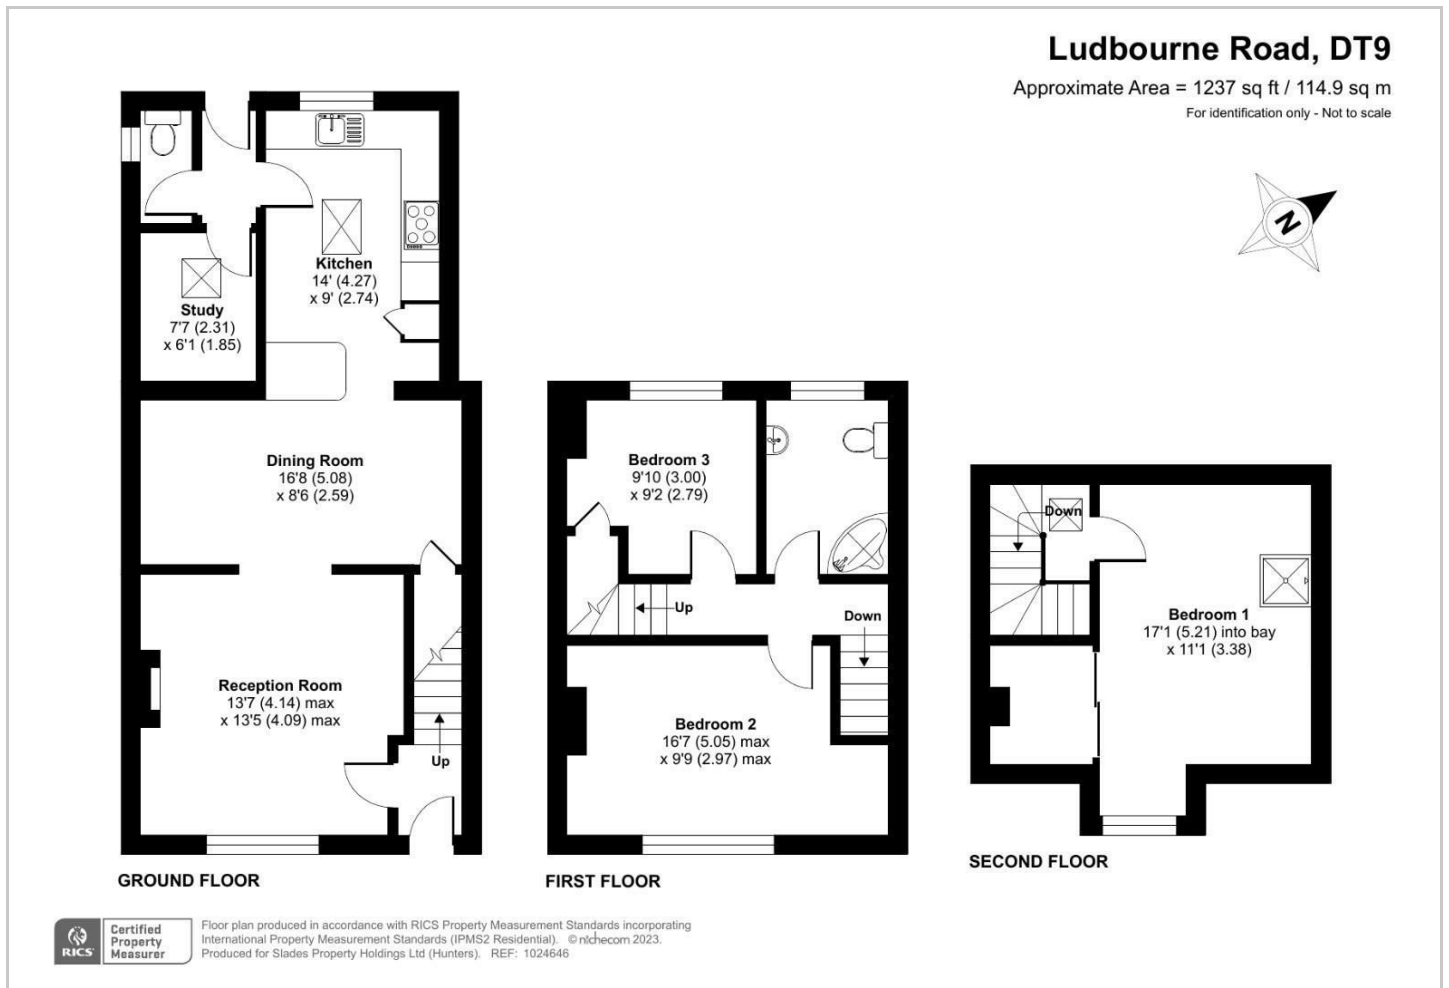 Ludbourne Road, DT9
Approximate Area = 1237 sq ft / 114.9 sq m
For identification only - Not to scale
N
Kitchen
14' (4.27)
x 9' (2.74)
Study
7'7 (2.31)
x 6'1 (1.85)
Dining Room
16'8 (5.08)
x 8'6 (2.59)
Reception Room
13'7 (4.14) max
x 13'5 (4.09) max
Up
GROUND FLOOR
Bedroom 3
9'10 (3.00)
x 9'2 (2.79)
Up
Down
Bedroom 2
16'7 (5.05) max
x 9'9 (2.97) max
FIRST FLOOR
Down
Bedroom 1
17'1 (5.21) into bay
x 11'1 (3.38)
SECOND FLOOR
RICS
Certified
Property
Measurer
Floor plan produced in accordance with RICS Property Measurement Standards incorporating
International Property Measurement Standards (IPMS2 Residential). © nichecom 2023.
Produced for Slades Property Holdings Ltd (Hunters). REF: 1024646